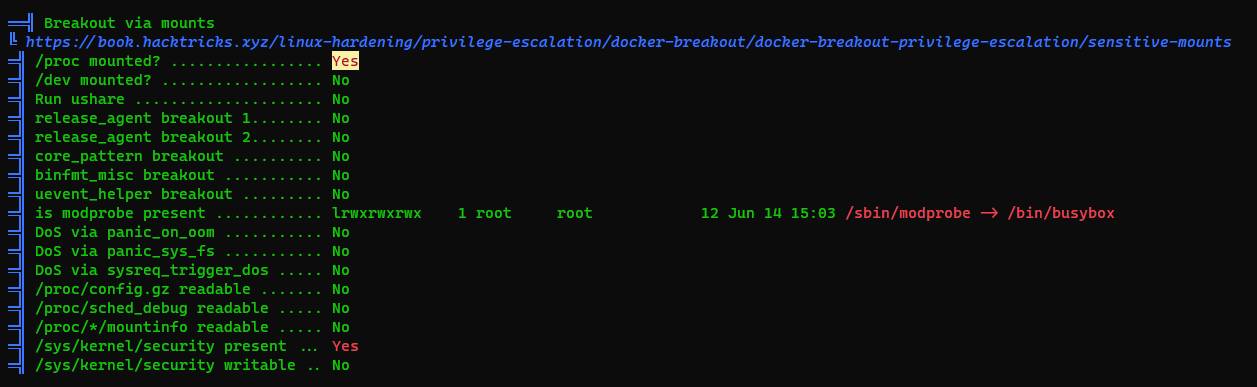 ══╣ Breakout via mounts
╚ https://book.hacktricks.xyz/linux-hardening/privilege-escalation/docker-breakout/docker-breakout-privilege-escalation/sensitive-mounts
═╣ /proc mounted? ................. Yes
═╣ /dev mounted? .................. No
═╣ Run ushare ..................... No
═╣ release_agent breakout 1........ No
═╣ release_agent breakout 2........ No
═╣ core_pattern breakout .......... No
═╣ binfmt_misc breakout ........... No
═╣ uevent_helper breakout ......... No
═╣ is modprobe present ............ lrwxrwxrwx    1 root     root            12 Jun 14 15:03 /sbin/modprobe -> /bin/busybox
═╣ DoS via panic_on_oom ........... No
═╣ DoS via panic_sys_fs ........... No
═╣ DoS via sysreq_trigger_dos ..... No
═╣ /proc/config.gz readable ....... No
═╣ /proc/sched_debug readable ..... No
═╣ /proc/*/mountinfo readable ..... No
═╣ /sys/kernel/security present ... Yes
═╣ /sys/kernel/security writable .. No